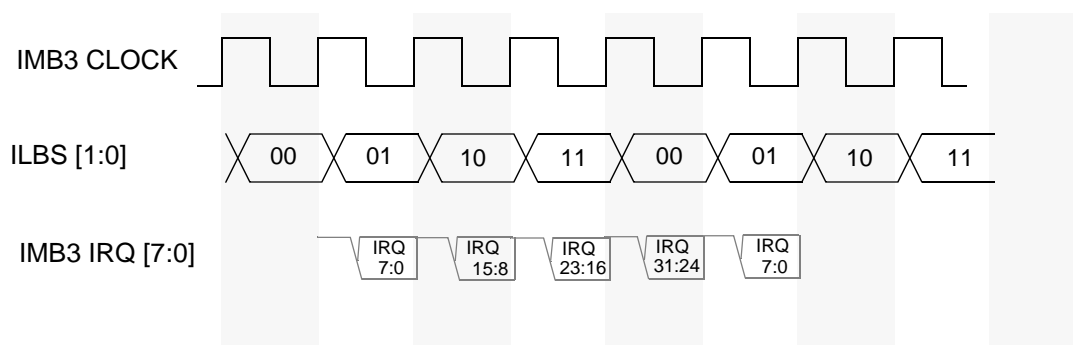 IMB3 CLOCK
ILBS [1:0] 00 01 10 11 00 01 10 11
IMB3 IRQ [7:0] IRQ IRQ IRQ IRQ IRQ
7:0 15:8 23:16 31:24 7:0